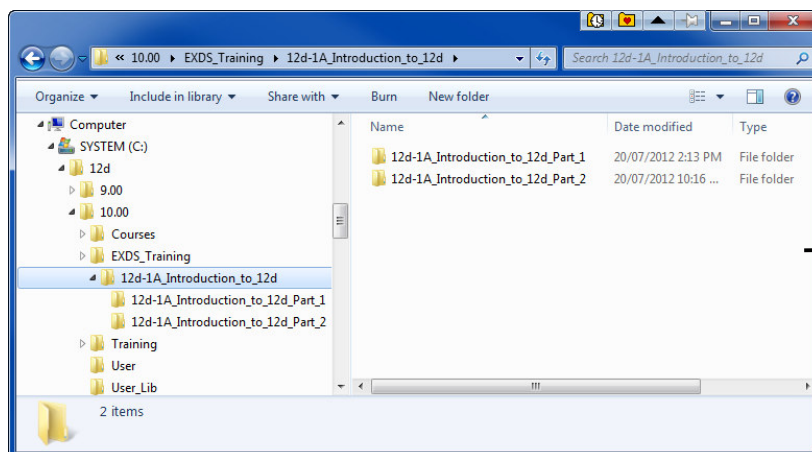 « 10.00 ▸ EXDS_Training ▸ 12d-1A_Introduction_to_12d ▸
Search 12d-1A_Introduction_to_12d
Organize Include in library Share with Burn New folder
Name Date modified Type
Computer
SYSTEM (C:)
12d
9.00
10.00
Courses
EXDS_Training
12d-1A_Introduction_to_12d
12d-1A_Introduction_to_12d_Part_1
12d-1A_Introduction_to_12d_Part_2
Training
User
User_Lib
12d-1A_Introduction_to_12d_Part_1 20/07/2012 2:13 PM File folder
12d-1A_Introduction_to_12d_Part_2 20/07/2012 10:16 ... File folder
2 items